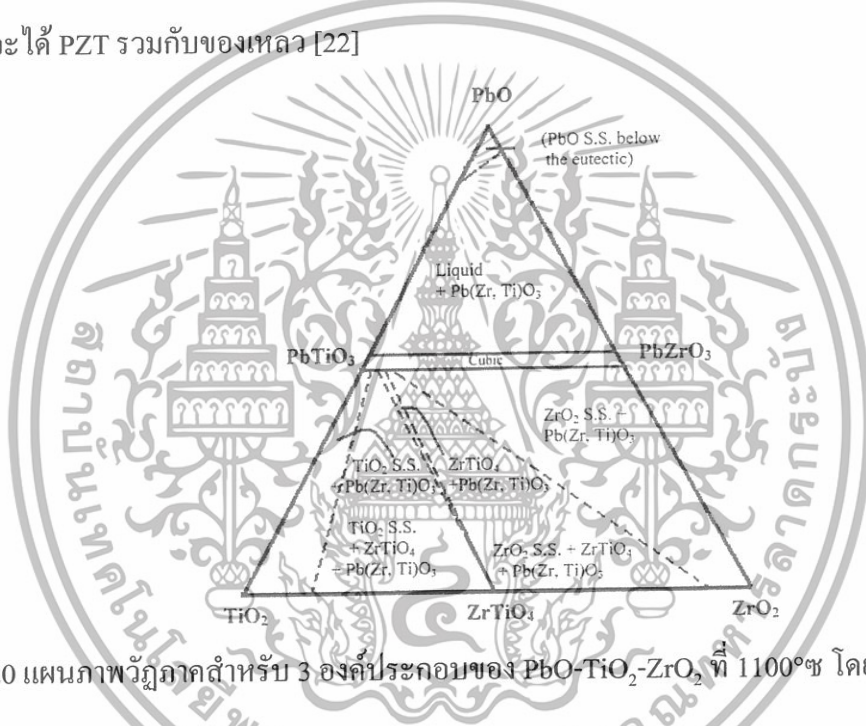 จะได้ PZT รวมกับของเหลว [22]
PbO
(PbO S.S. below
the eutectic)
Liquid
+ Pb(Zr, Ti)O₃
PbTiO₃
Cubic
PbZrO₃
ZrO₂ S.S. –
Pb(Zr, Ti)O₃
TiO₂ S.S.
+Pb(Zr, Ti)O₃
ZrTiO₄
+Pb(Zr, Ti)O₃
TiO₂ S.S.
+ ZrTiO₄
– Pb(Zr, Ti)O₃
ZrO₂ S.S. + ZrTiO₄
+ Pb(Zr, Ti)O₃
TiO₂
ZrTiO₄
ZrO₂
0 แผนภาพวัฏภาคสำหรับ 3 องค์ประกอบของ PbO-TiO₂-ZrO₂ ที่ 1100°ซ โดย